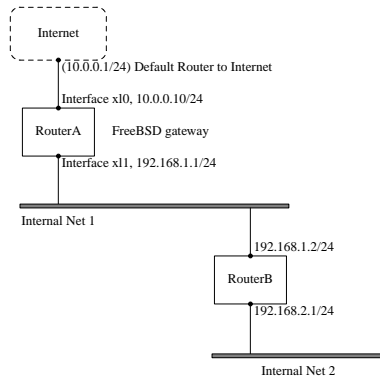 Internet
(10.0.0.1/24) Default Router to Internet
Interface xl0, 10.0.0.10/24
RouterA
FreeBSD gateway
Interface xl1, 192.168.1.1/24
Internal Net 1
192.168.1.2/24
RouterB
192.168.2.1/24
Internal Net 2